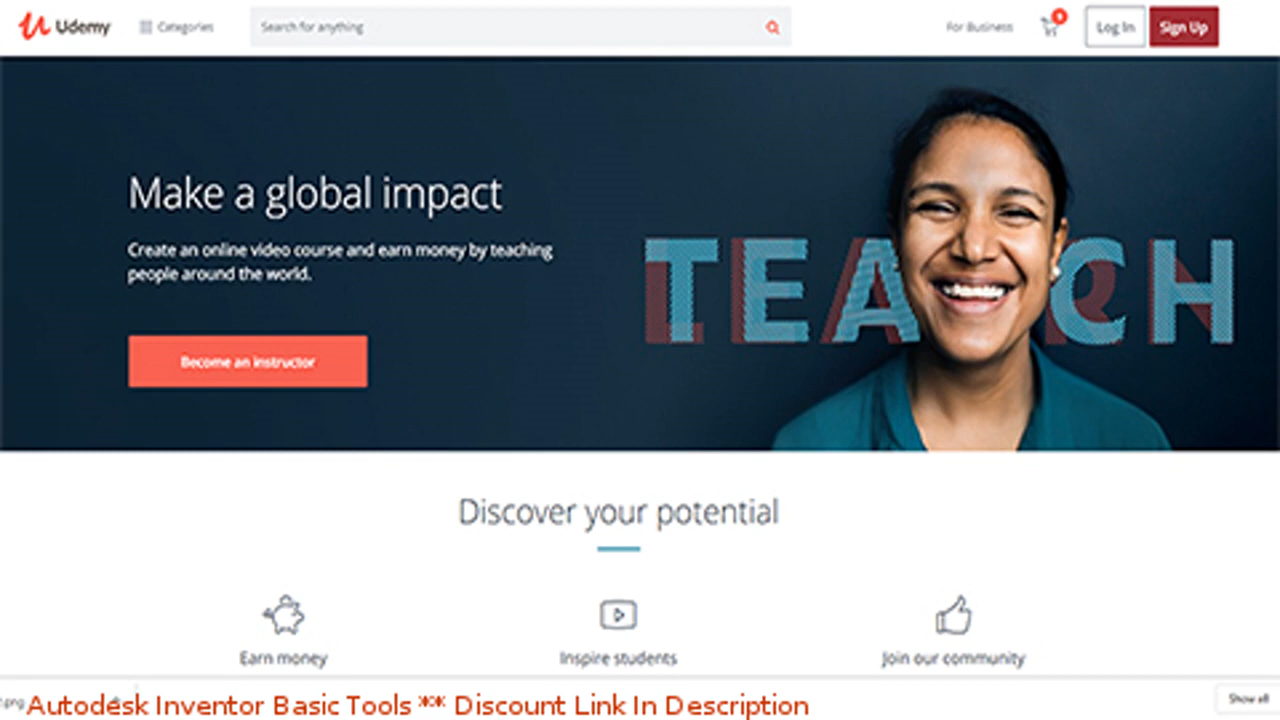 Udemy
Categories
Search for anything
For Business
Log In
Sign Up
Make a global impact
Create an online video course and earn money by teaching
people around the world.
TEACH
Become an instructor
Discover your potential
Earn money
Inspire students
Join our community
.png
Show all
Autodesk Inventor Basic Tools ** Discount Link In Description